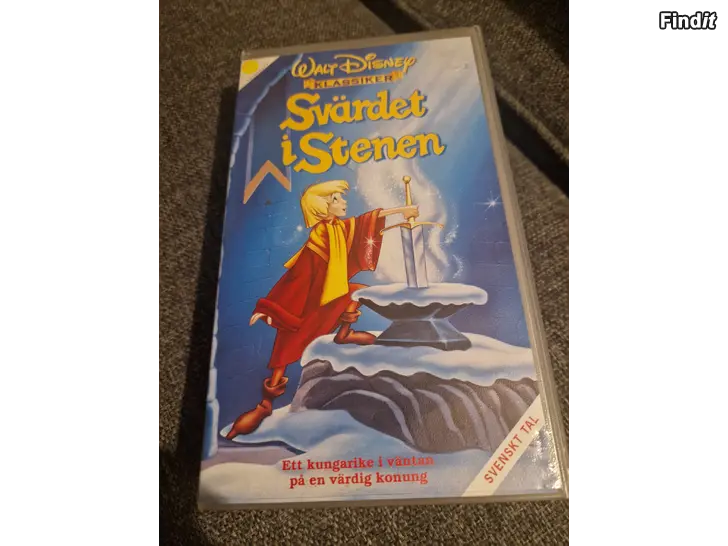 Findit
WALT DISNEY
KLASSIKER
Svärdet
i Stenen
Ett kungarike i väntan
på en värdig konung
SVENSKT TAL